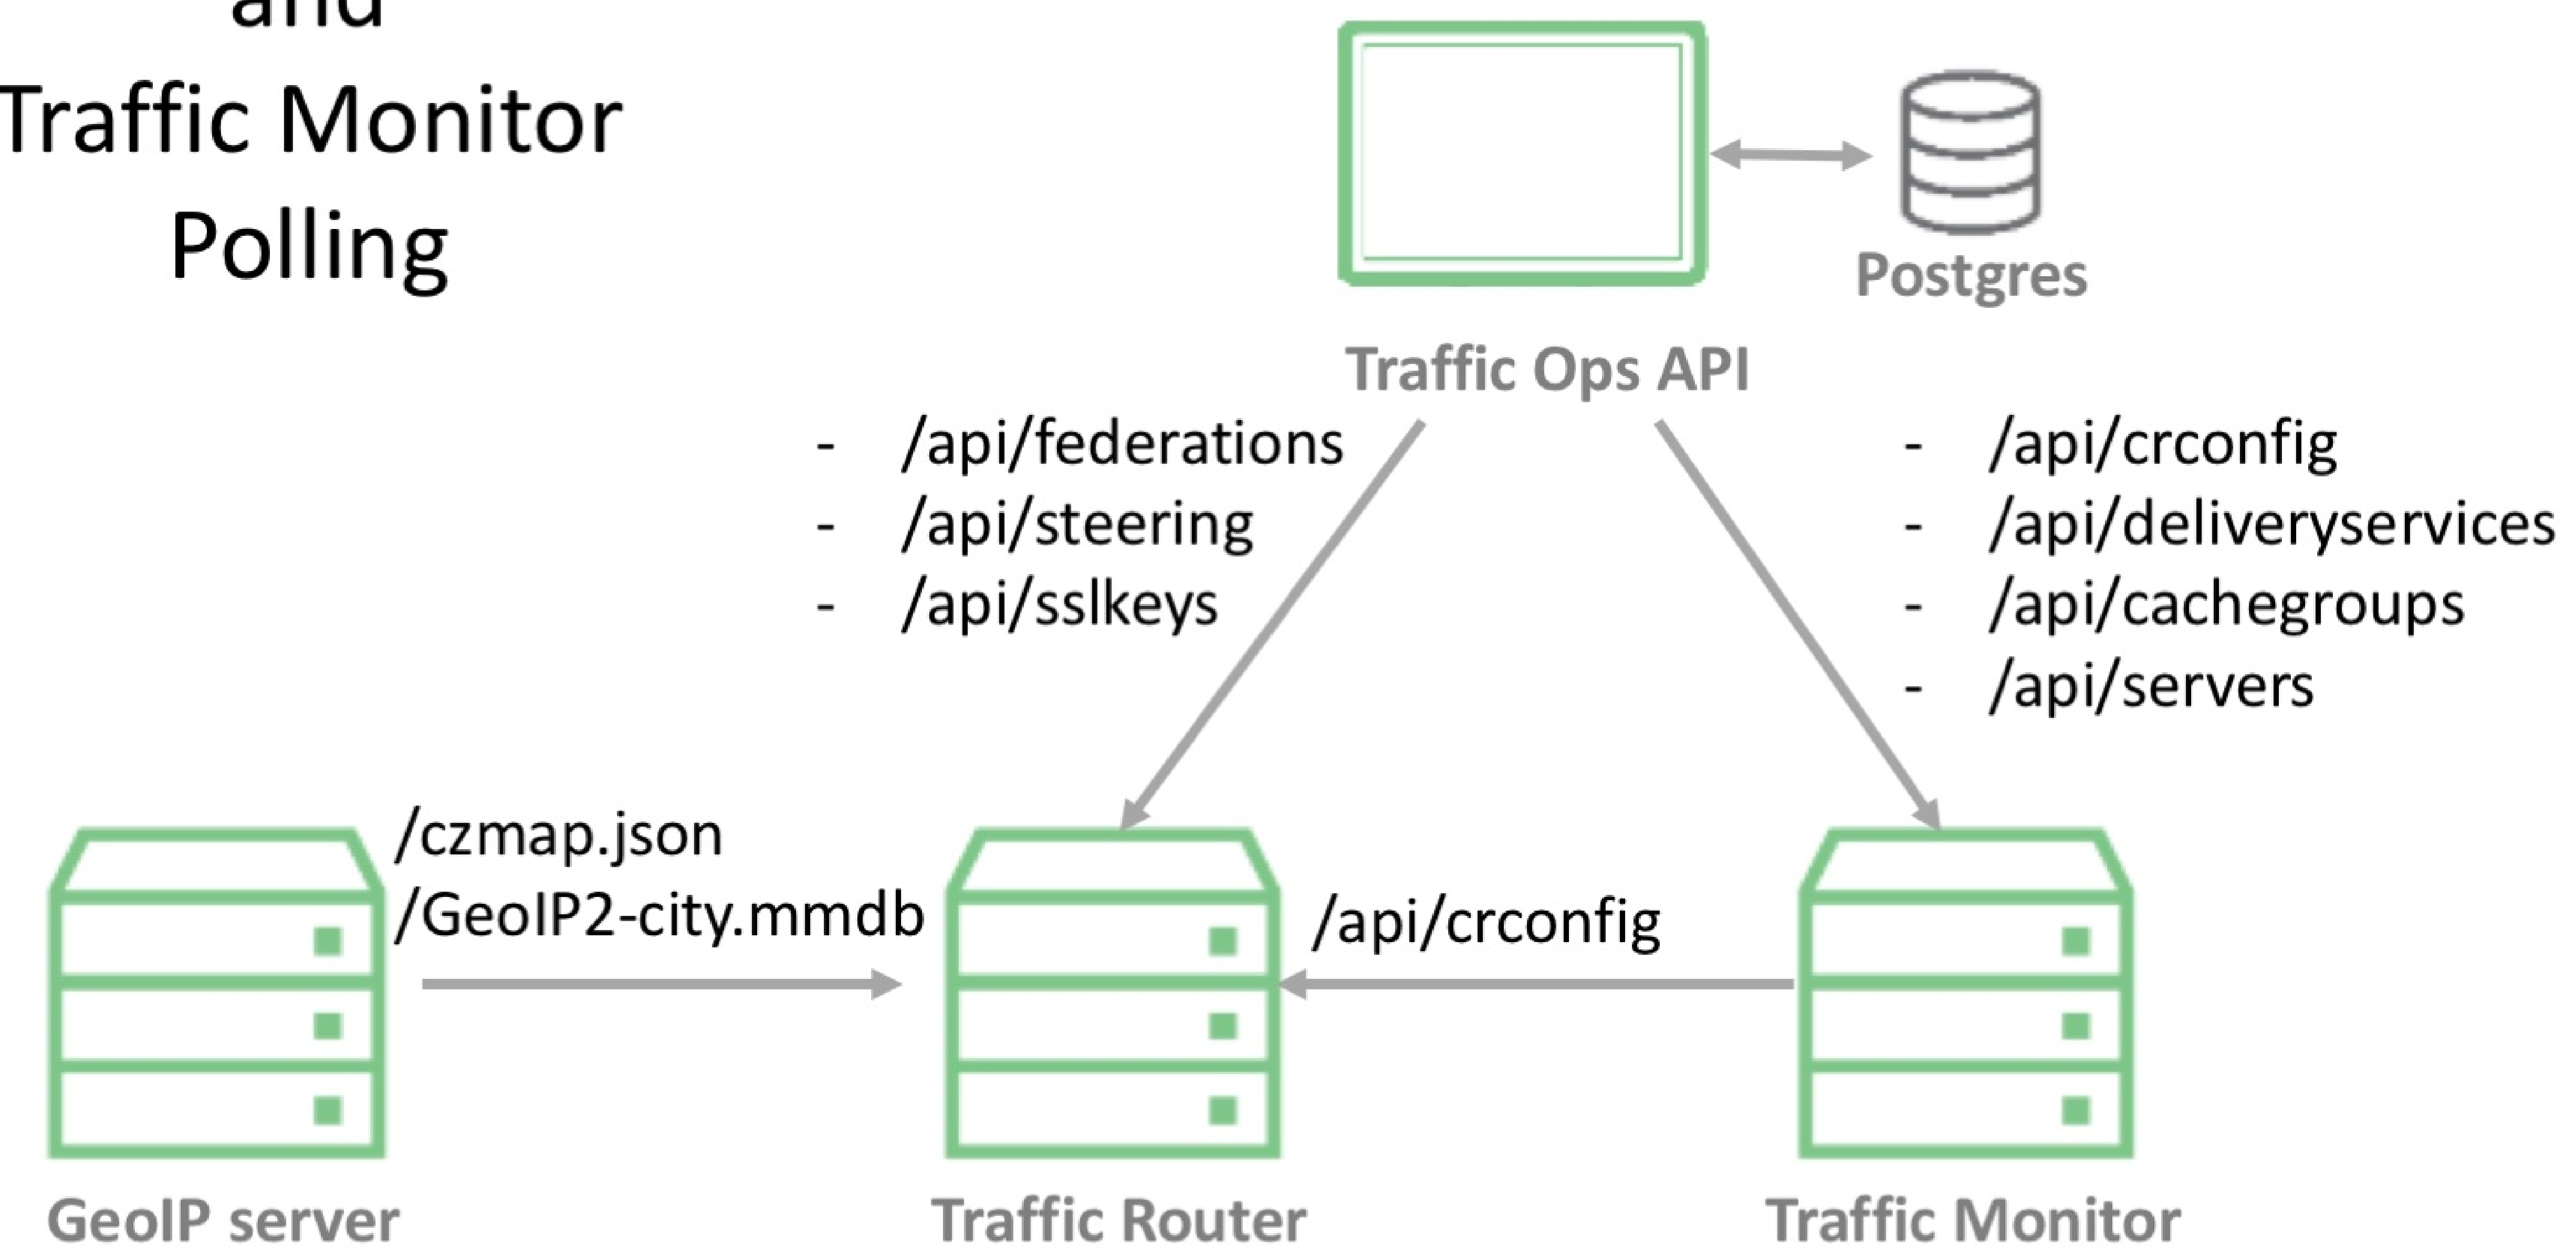 and
Traffic Monitor
Polling
Postgres
Traffic Ops API
- /api/federations
- /api/steering
- /api/sslkeys
- /api/crconfig
- /api/deliveryservices
- /api/cachegroups
- /api/servers
/czmap.json
/GeoIP2-city.mmdb
/api/crconfig
GeoIP server
Traffic Router
Traffic Monitor